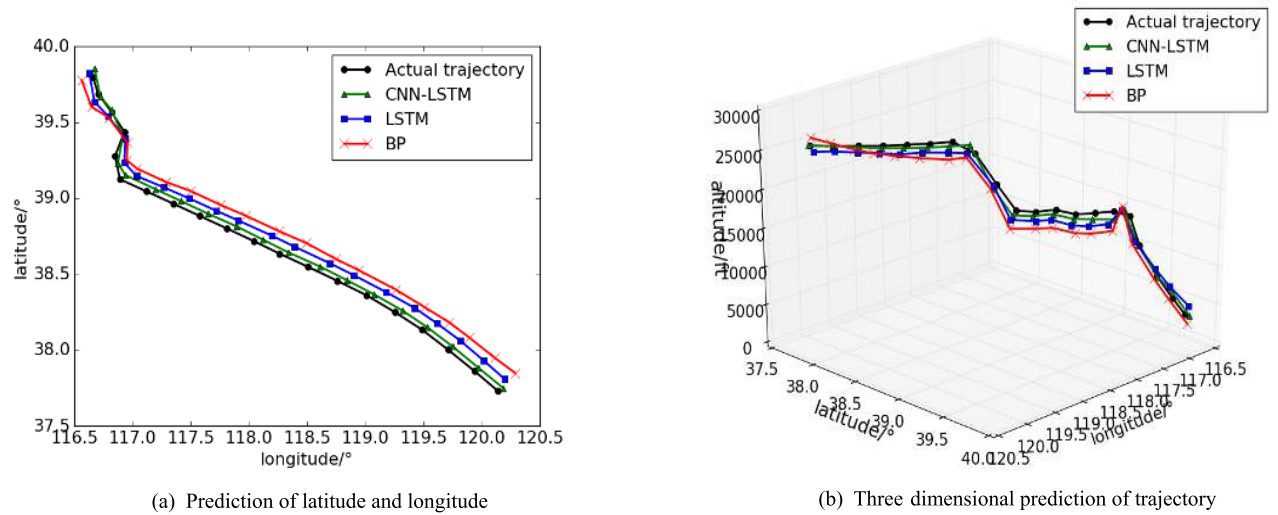 40.0
39.5
39.0
38.5
38.0
37.5
latitude/°
116.5 117.0 117.5 118.0 118.5 119.0 119.5 120.0 120.5
longitude/°
Actual trajectory
CNN-LSTM
LSTM
BP
(a) Prediction of latitude and longitude
Actual trajectory
CNN-LSTM
LSTM
BP
30000
25000
20000
15000
10000
5000
0
altitude/ft
37.5
38.0
38.5
39.0
39.5
40.0
latitude/°
120.5
120.0
119.5
119.0
118.5
118.0
117.5
117.0
116.5
longitude/°
(b) Three dimensional prediction of trajectory